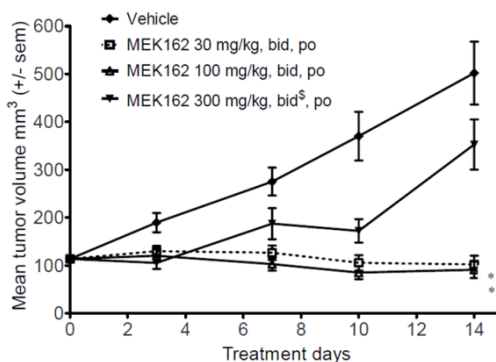 Vehicle
MEK162 30 mg/kg, bid, po
MEK162 100 mg/kg, bid, po
MEK162 300 mg/kg, bid$, po
Mean tumor volume mm3 (+/- sem)
600
500
400
300
200
100
0
*
*
0 2 4 6 8 10 12 14
Treatment days